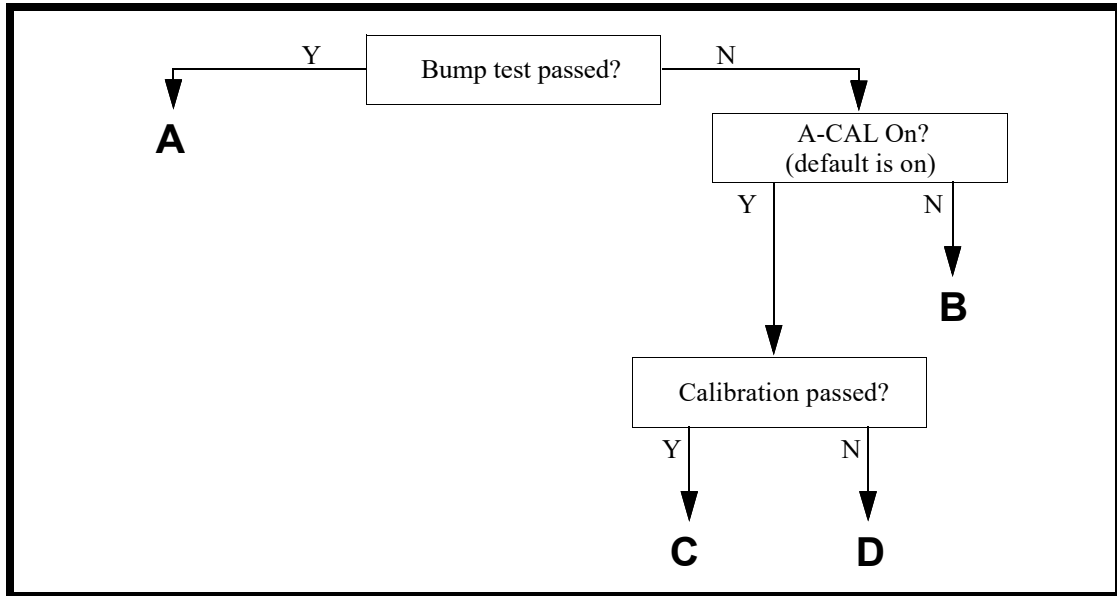 Y
Bump test passed?
N
A
A-CAL On?
(default is on)
Y
N
B
Calibration passed?
Y
N
C
D